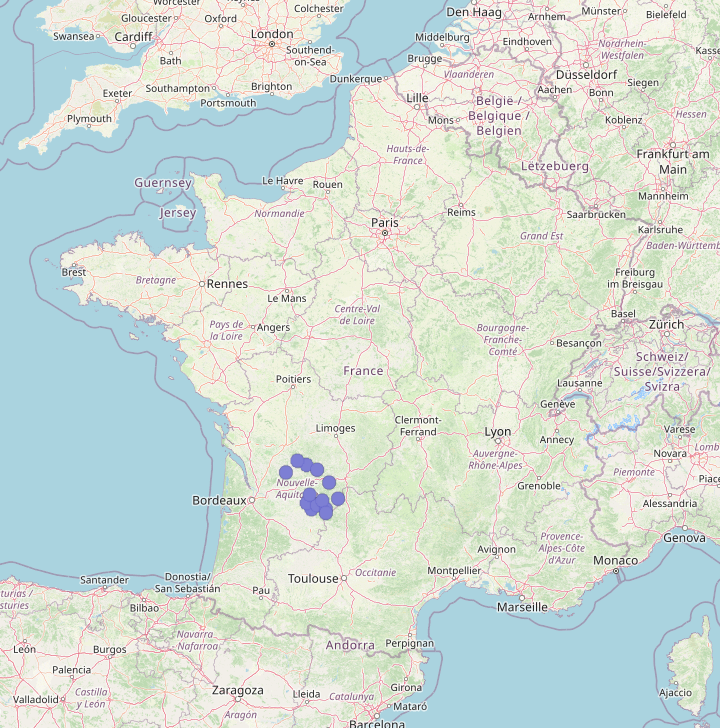 Worcester
Colchester
Gloucester
Oxford
Den Haag
Arnhem
Münster
Bielefeld
Swansea
Cardiff
London
Southend-
on-Sea
Middelburg
Eindhoven
Bath
Brugge
Nordrhein-
Westfalen
Kasse
Exeter
Southampton
Brighton
Dunkerque
Vlaanderen
Düsseldorf
Portsmouth
Lille
Aachen
Siegen
Plymouth
Mons
België /
Belgique /
Belgien
Bonn
Koblenz
Hessen
Hauts-de-
France
Frankfurt am
Main
Guernsey
Le Havre
Rouen
Lëtzebuerg
Mannheim
Jersey
Normandie
Paris
Reims
Saarbrücken
Karlsruhe
Grand Est
Baden-Württemb
Brest
Bretagne
Rennes
Le Mans
Freiburg
im Breisgau
Centre-Val
de Loire
Basel
Zürich
Pays de
la Loire
Angers
Bourgogne-
Franche-
Comté
Besançon
Schweiz/
Suisse/Svizzera/
Svizra
Poitiers
France
Lausanne
Genève
Limoges
Clermont-
Ferrand
Lyon
Annecy
Varese
Auvergne-
Rhône-Alpes
Novara
Lomb
Piemonte
Piace
Nouvelle-
Aquita
Grenoble
Bordeaux
Alessandria
Genova
Avignon
Provence-
Alpes-Côte
d'Azur
Monaco
Toulouse
Occitanie
Montpellier
Santander
Donostia/
San Sebastián
Pau
Marseille
turias /
sturies
Bilbao
León
Burgos
Navarra
Nafarroa
Andorra
Perpignan
Palencia
Girona
Ajaccio
Valladolid
Castilla
y León
Zaragoza
Lleida
Catalunya
Mataró
Aragón
Barcelona